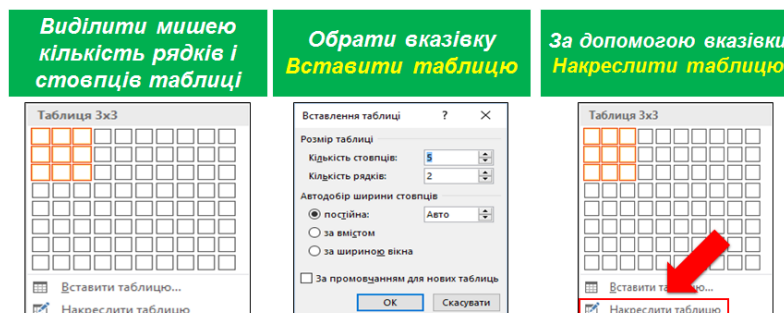 Виділити мишею
кількість рядків і
стовпців таблиці
Обрати вказівку
Вставити таблицю
За допомогою вказівки
Накреслити таблицю
Таблиця 3x3
Вставити таблицю...
Накреслити таблицю
Вставлення таблиці ? ×
Розмір таблиці
Кількість стовпців: 5
Кількість рядків: 2
Автодобір ширини стовпців
постійна: Авто
за вмістом
за шириною вікна
За промовчанням для нових таблиць
ОК Скасувати
Таблиця 3x3
Вставити
Накреслити таблицю